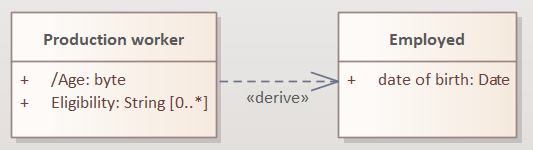 Production worker
+ /Age: byte
+ Eligibility: String [0..*]
«derive»
Employed
+ date of birth: Date